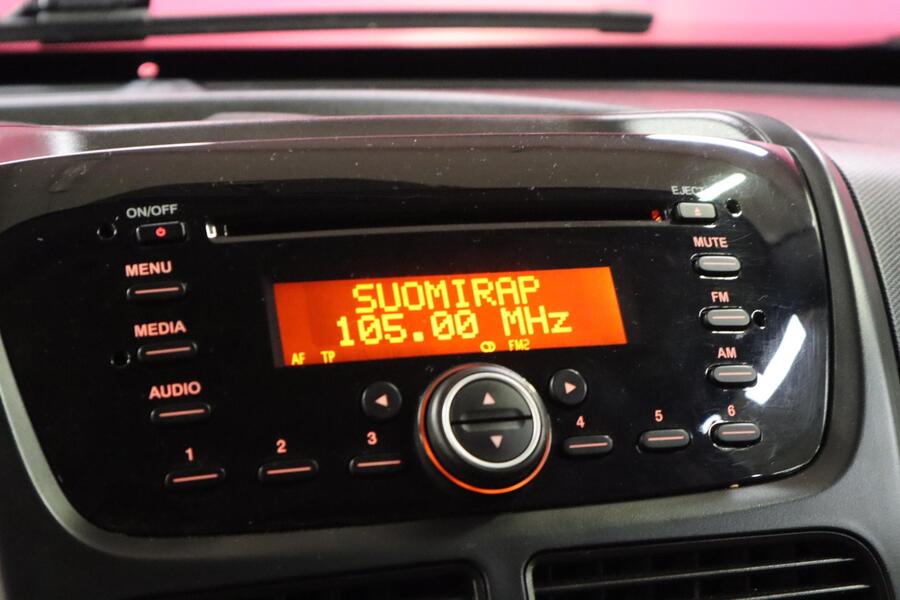 EJECT
ON/OFF
MENU
MUTE
SUOMIRAP
105.00 MHz
AF TP CD FM2
FM
MEDIA
AM
AUDIO
1 2 3 4 5 6